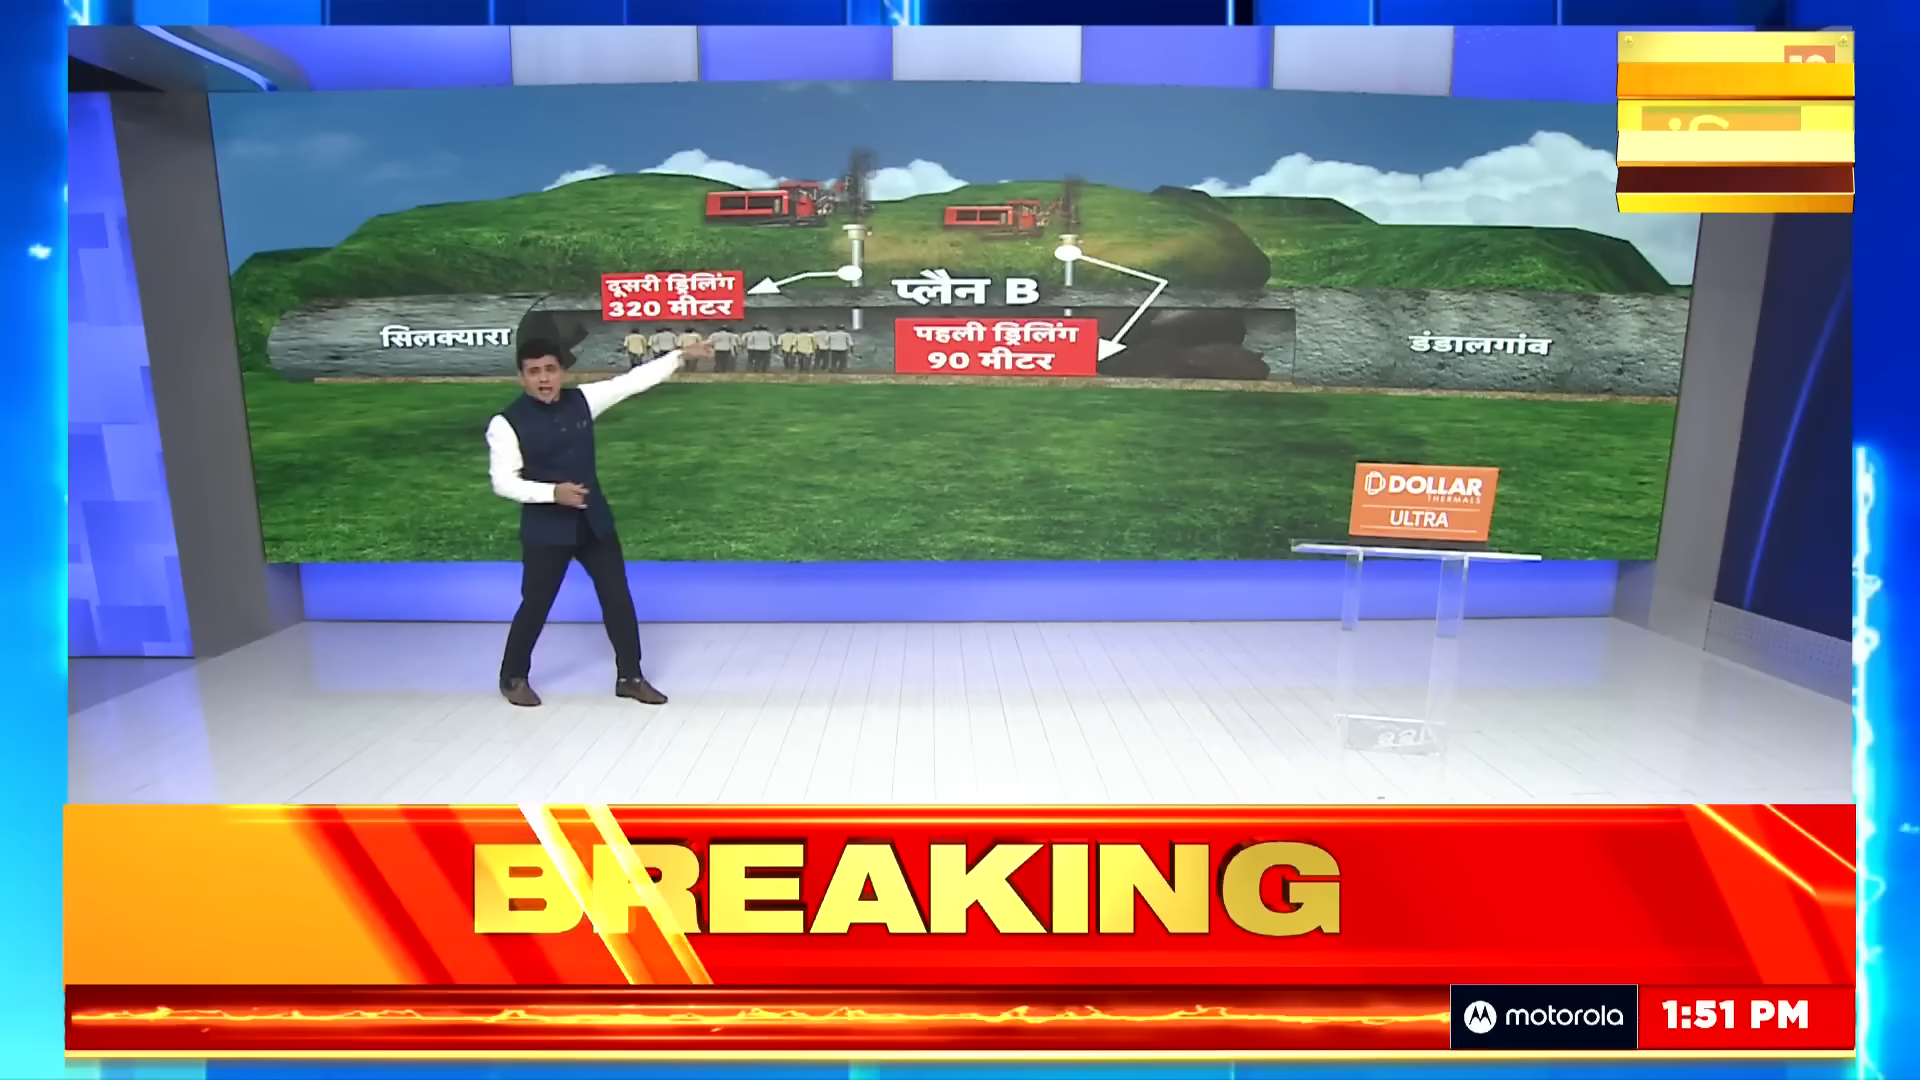 दूसरी ड्रिलिंग
320 मीटर
प्लैन B
सिलक्यारा
पहली ड्रिलिंग
90 मीटर
डंडालगांव
DOLLAR
THERMALS
ULTRA
BREAKING
motorola
1:51 PM